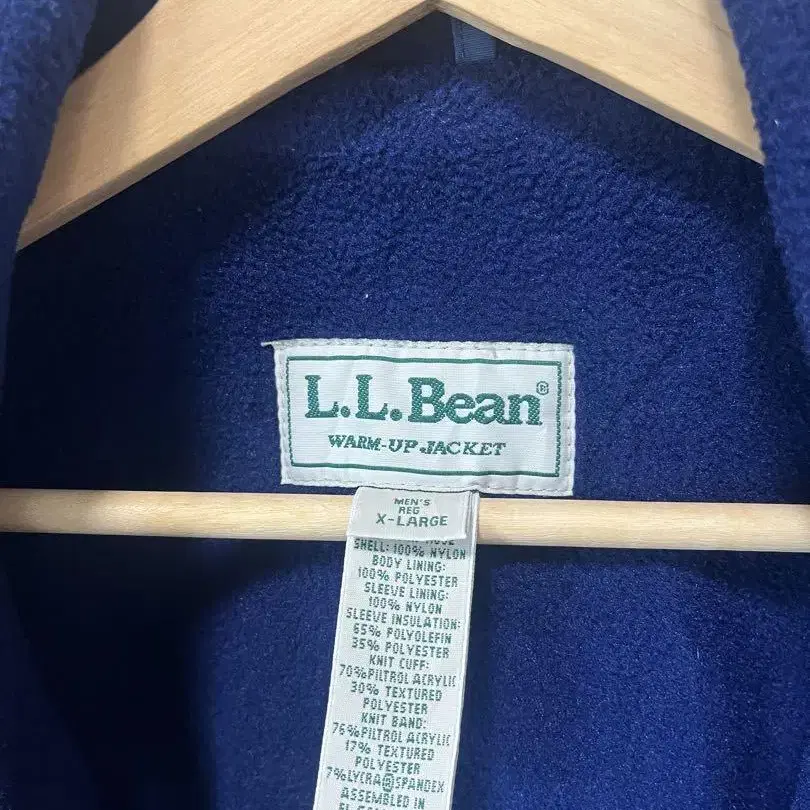 L.L.Bean®
WARM-UP JACKET
MEN'S
REG
X-LARGE
SHELL: 100% NYLON
BODY LINING:
100% POLYESTER
SLEEVE LINING:
100% NYLON
SLEEVE INSULATION:
65% POLYOLEFIN
35% POLYESTER
KNIT CUFF:
70%PILTROL ACRYLIC
30% TEXTURED
POLYESTER
KNIT BAND:
76%PILTROL ACRYLIC
17% TEXTURED
POLYESTER
7%LYCRA®SPANDEX
ASSEMBLED IN